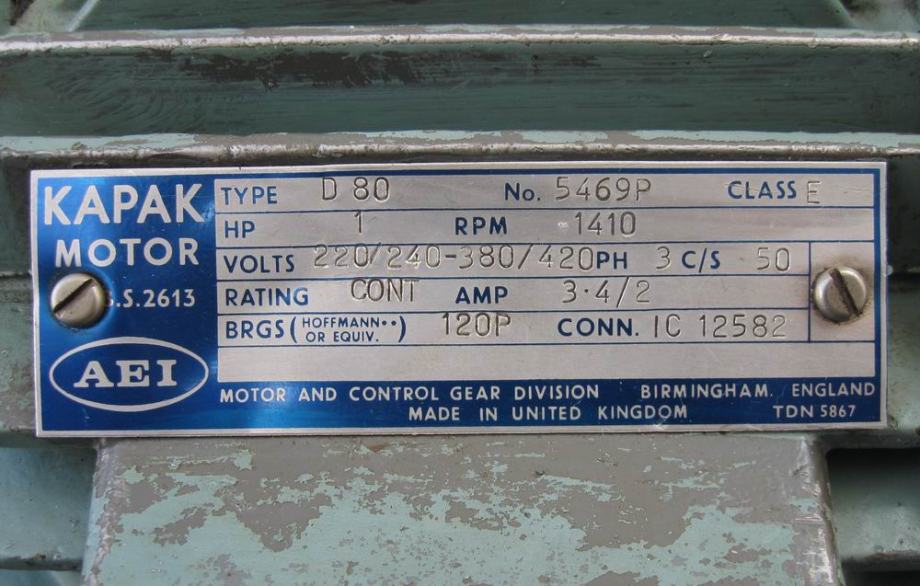 KAPAK
MOTOR
S.S.2613
AEI
TYPE D 80 No. 5469P CLASS E
HP 1 RPM 1410
VOLTS 220/240-380/420 PH 3 C/S 50
RATING CONT AMP 3·4/2
BRGS (HOFFMANN·· OR EQUIV.) 120P CONN. IC 12582
MOTOR AND CONTROL GEAR DIVISION BIRMINGHAM. ENGLAND
MADE IN UNITED KINGDOM TDN 5867